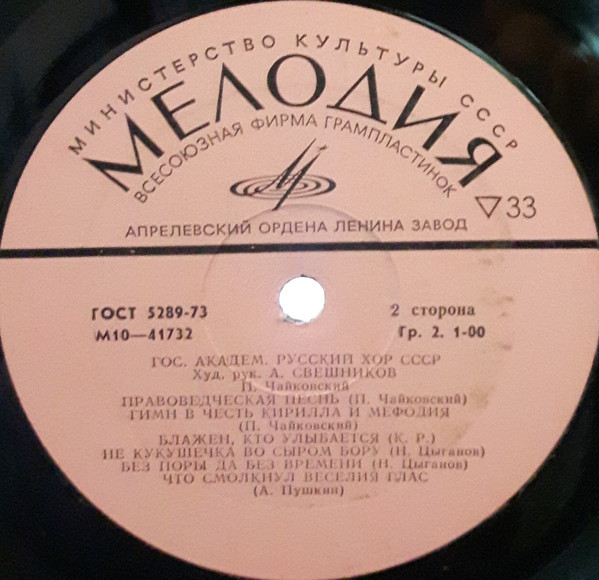 МИНИСТЕРСТВО КУЛЬТУРЫ СССР
МЕЛОДИЯ
ВСЕСОЮЗНАЯ ФИРМА ГРАМПЛАСТИНОК
▽33
АПРЕЛЕВСКИЙ ОРДЕНА ЛЕНИНА ЗАВОД
ГОСТ 5289-73 2 сторона
М10—41732 Гр. 2. 1-00
ГОС. АКАДЕМ. РУССКИЙ ХОР СССР
Худ. рук. А. СВЕШНИКОВ
П. Чайковский
ПРАВОВЕДЧЕСКАЯ ПЕСНЬ (П. Чайковский)
ГИМН В ЧЕСТЬ КИРИЛЛА И МЕФОДИЯ
(П. Чайковский)
БЛАЖЕН, КТО УЛЫБАЕТСЯ (К. Р.)
НЕ КУКУШЕЧКА ВО СЫРОМ БОРУ (Н. Цыганов)
БЕЗ ПОРЫ ДА БЕЗ ВРЕМЕНИ (Н. Цыганов)
ЧТО СМОЛКНУЛ ВЕСЕЛИЯ ГЛАС
(А. Пушкин)